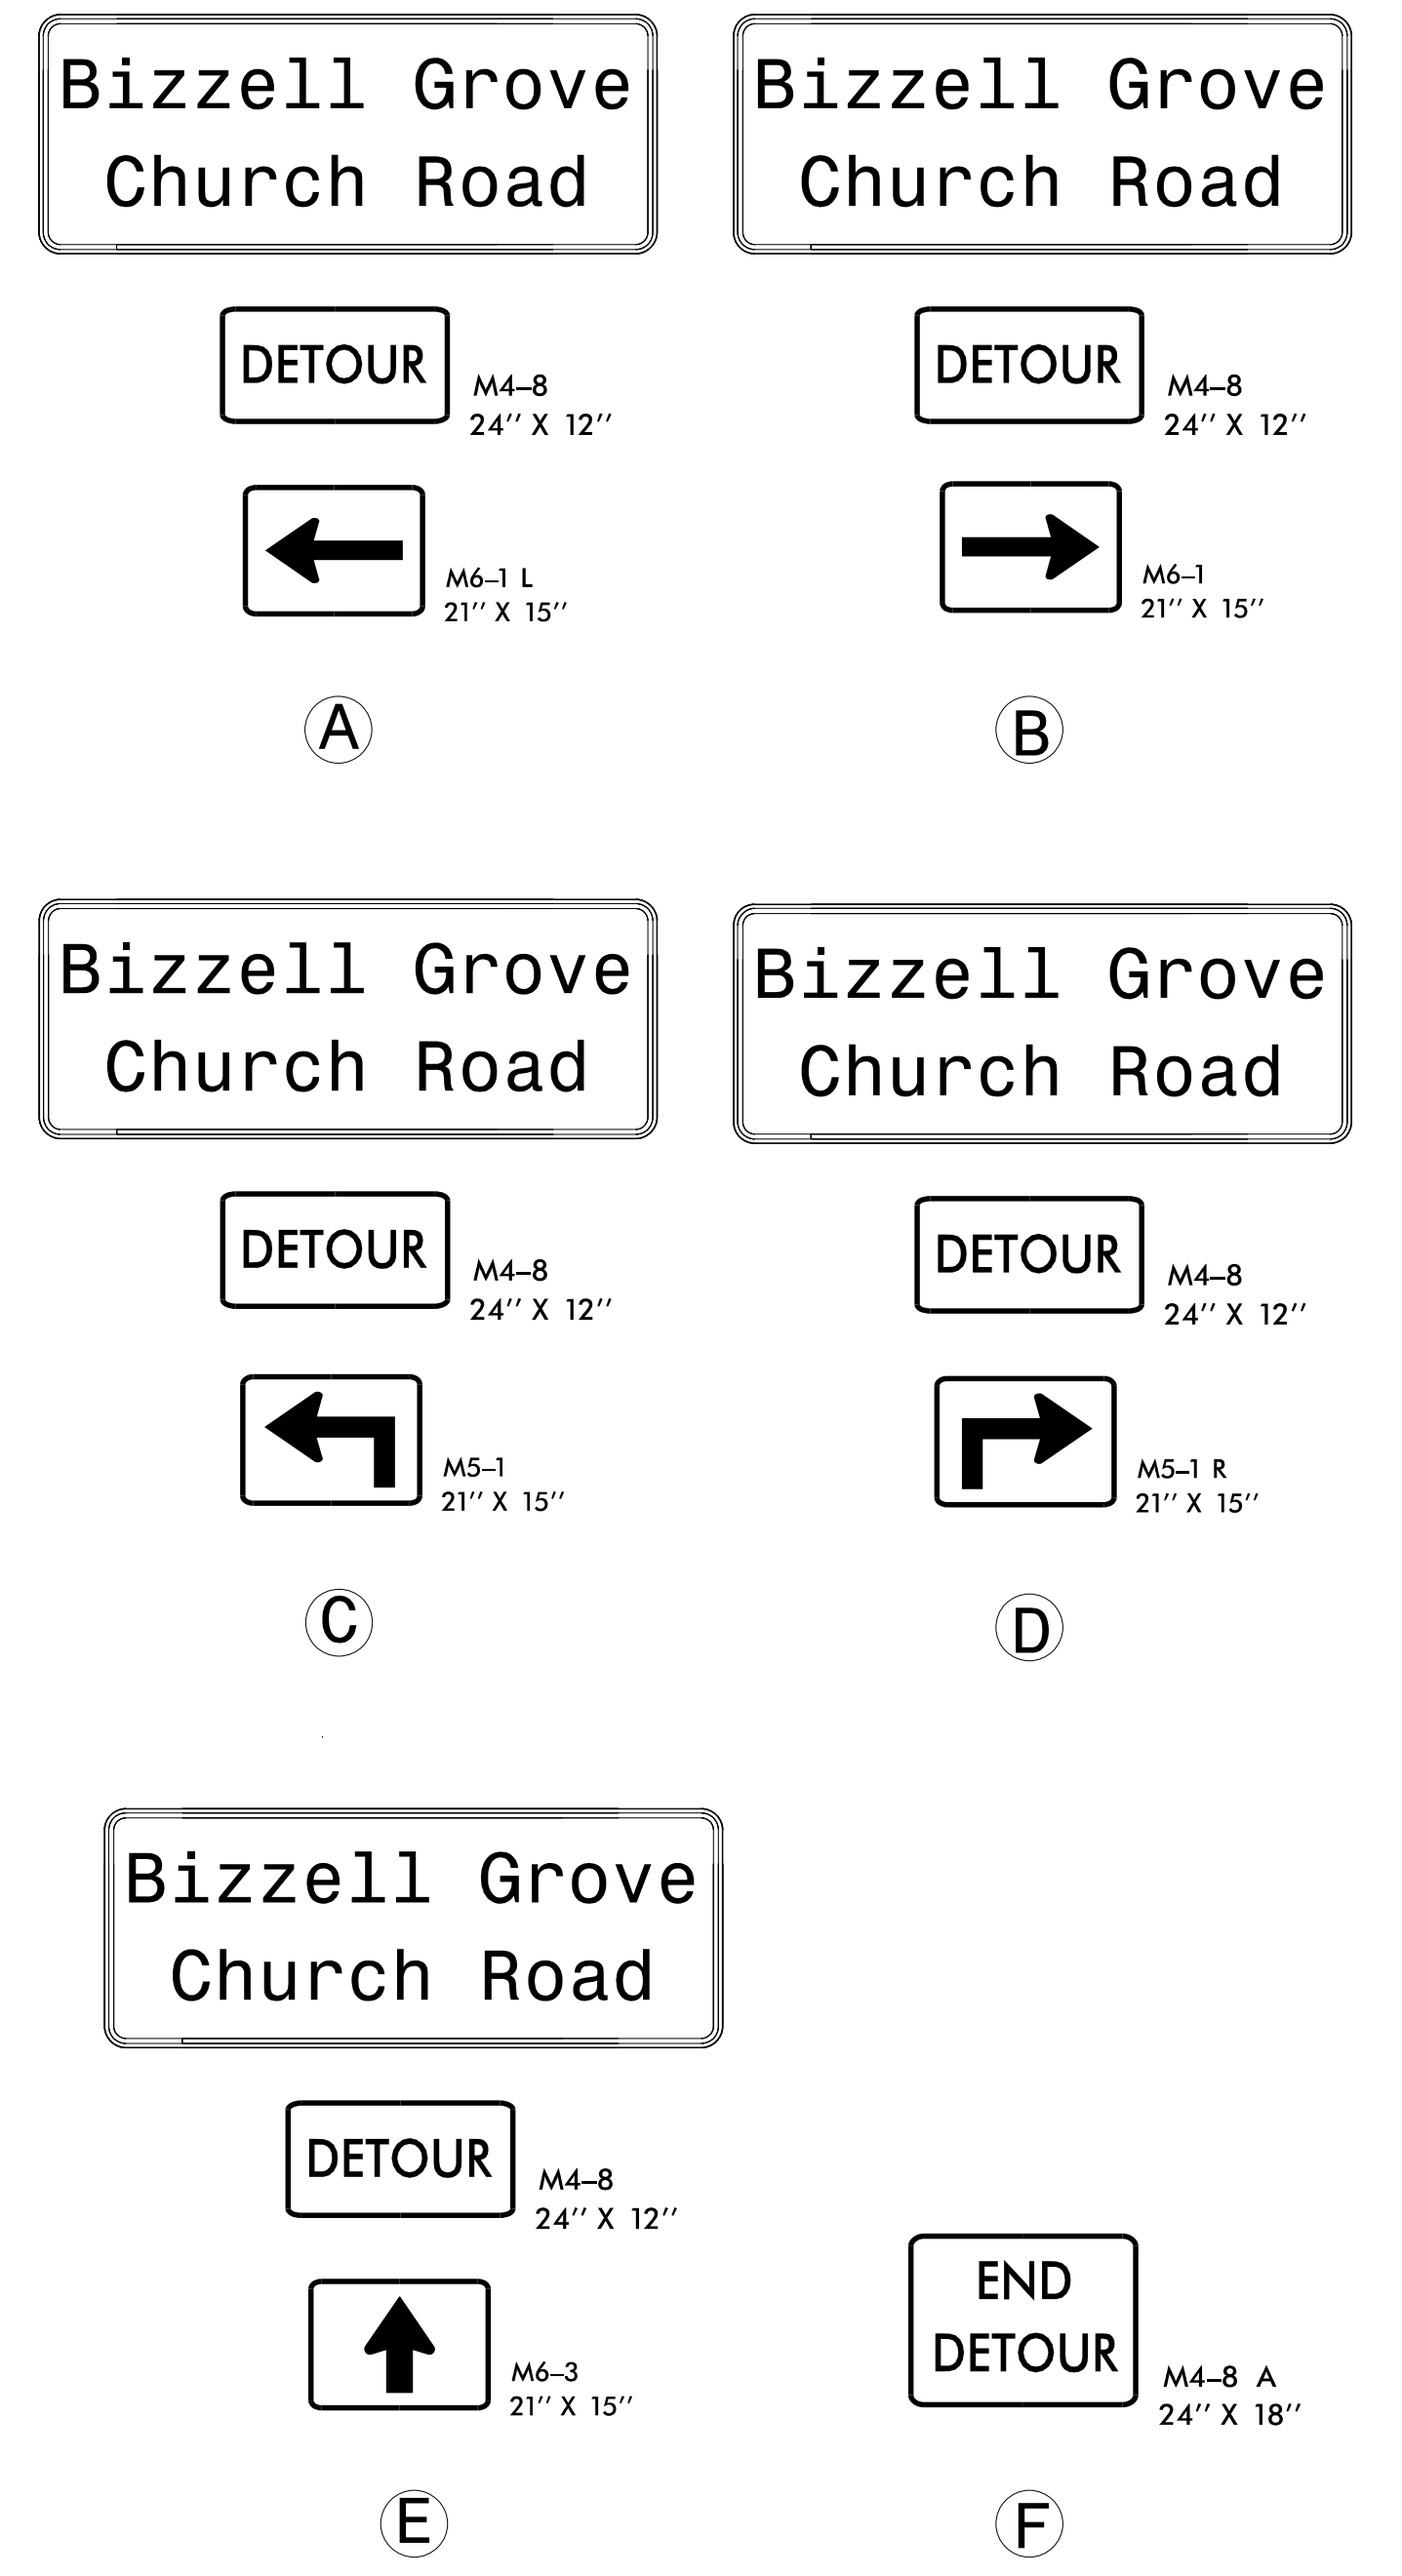 Bizzell Grove
Church Road
DETOUR
M4–8
24'' X 12''
M6–1 L
21'' X 15''
A
Bizzell Grove
Church Road
DETOUR
M4–8
24'' X 12''
M6–1
21'' X 15''
B
Bizzell Grove
Church Road
DETOUR
M4–8
24'' X 12''
M5–1
21'' X 15''
C
Bizzell Grove
Church Road
DETOUR
M4–8
24'' X 12''
M5–1 R
21'' X 15''
D
Bizzell Grove
Church Road
DETOUR
M4–8
24'' X 12''
M6–3
21'' X 15''
E
END
DETOUR
M4–8 A
24'' X 18''
F